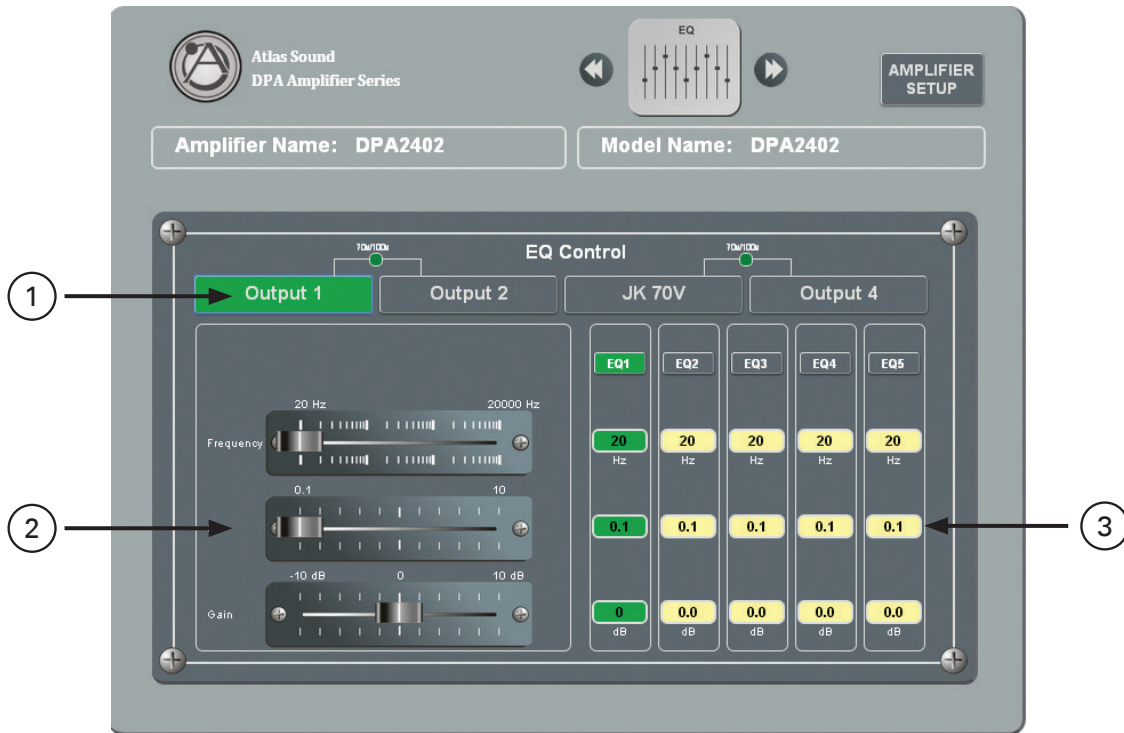 EQ
Atlas Sound
DPA Amplifier Series
AMPLIFIER
SETUP
Amplifier Name: DPA2402
Model Name: DPA2402
EQ Control
70v/100v
70v/100v
1
Output 1
Output 2
JK 70V
Output 4
EQ1
EQ2
EQ3
EQ4
EQ5
20 Hz
20000 Hz
Frequency
20
20
20
20
20
Hz
Hz
Hz
Hz
Hz
0.1
10
2
0.1
0.1
0.1
0.1
0.1
3
-10 dB
0
10 dB
Gain
0
0.0
0.0
0.0
0.0
dB
dB
dB
dB
dB